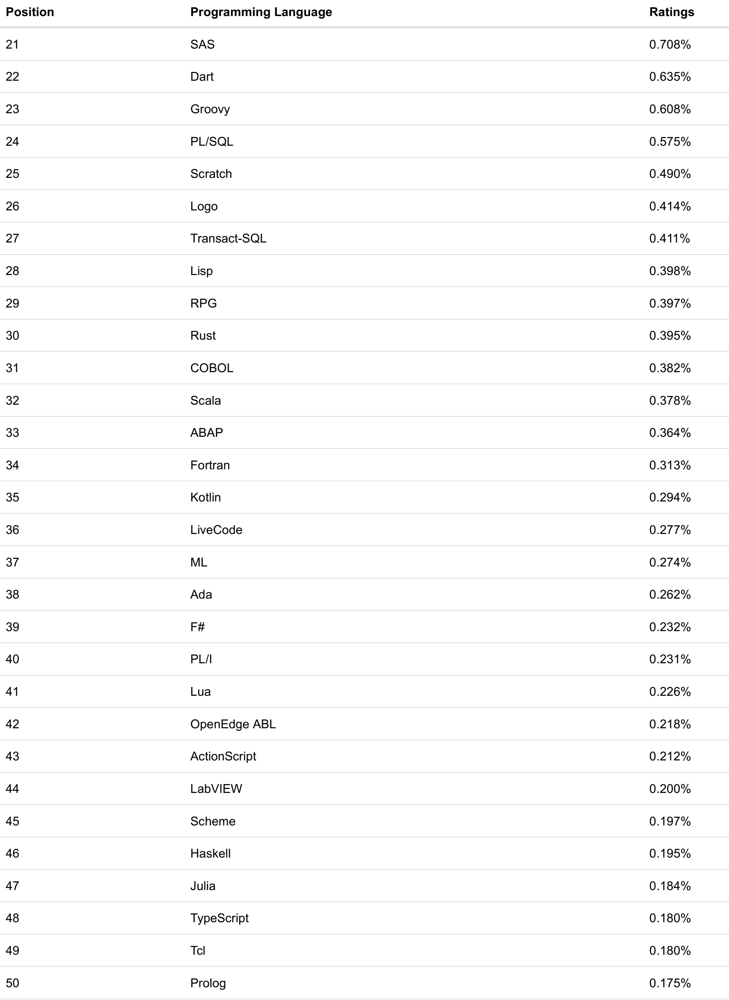 Position Programming Language Ratings
21 SAS 0.708%
22 Dart 0.635%
23 Groovy 0.608%
24 PL/SQL 0.575%
25 Scratch 0.490%
26 Logo 0.414%
27 Transact-SQL 0.411%
28 Lisp 0.398%
29 RPG 0.397%
30 Rust 0.395%
31 COBOL 0.382%
32 Scala 0.378%
33 ABAP 0.364%
34 Fortran 0.313%
35 Kotlin 0.294%
36 LiveCode 0.277%
37 ML 0.274%
38 Ada 0.262%
39 F# 0.232%
40 PL/I 0.231%
41 Lua 0.226%
42 OpenEdge ABL 0.218%
43 ActionScript 0.212%
44 LabVIEW 0.200%
45 Scheme 0.197%
46 Haskell 0.195%
47 Julia 0.184%
48 TypeScript 0.180%
49 Tcl 0.180%
50 Prolog 0.175%